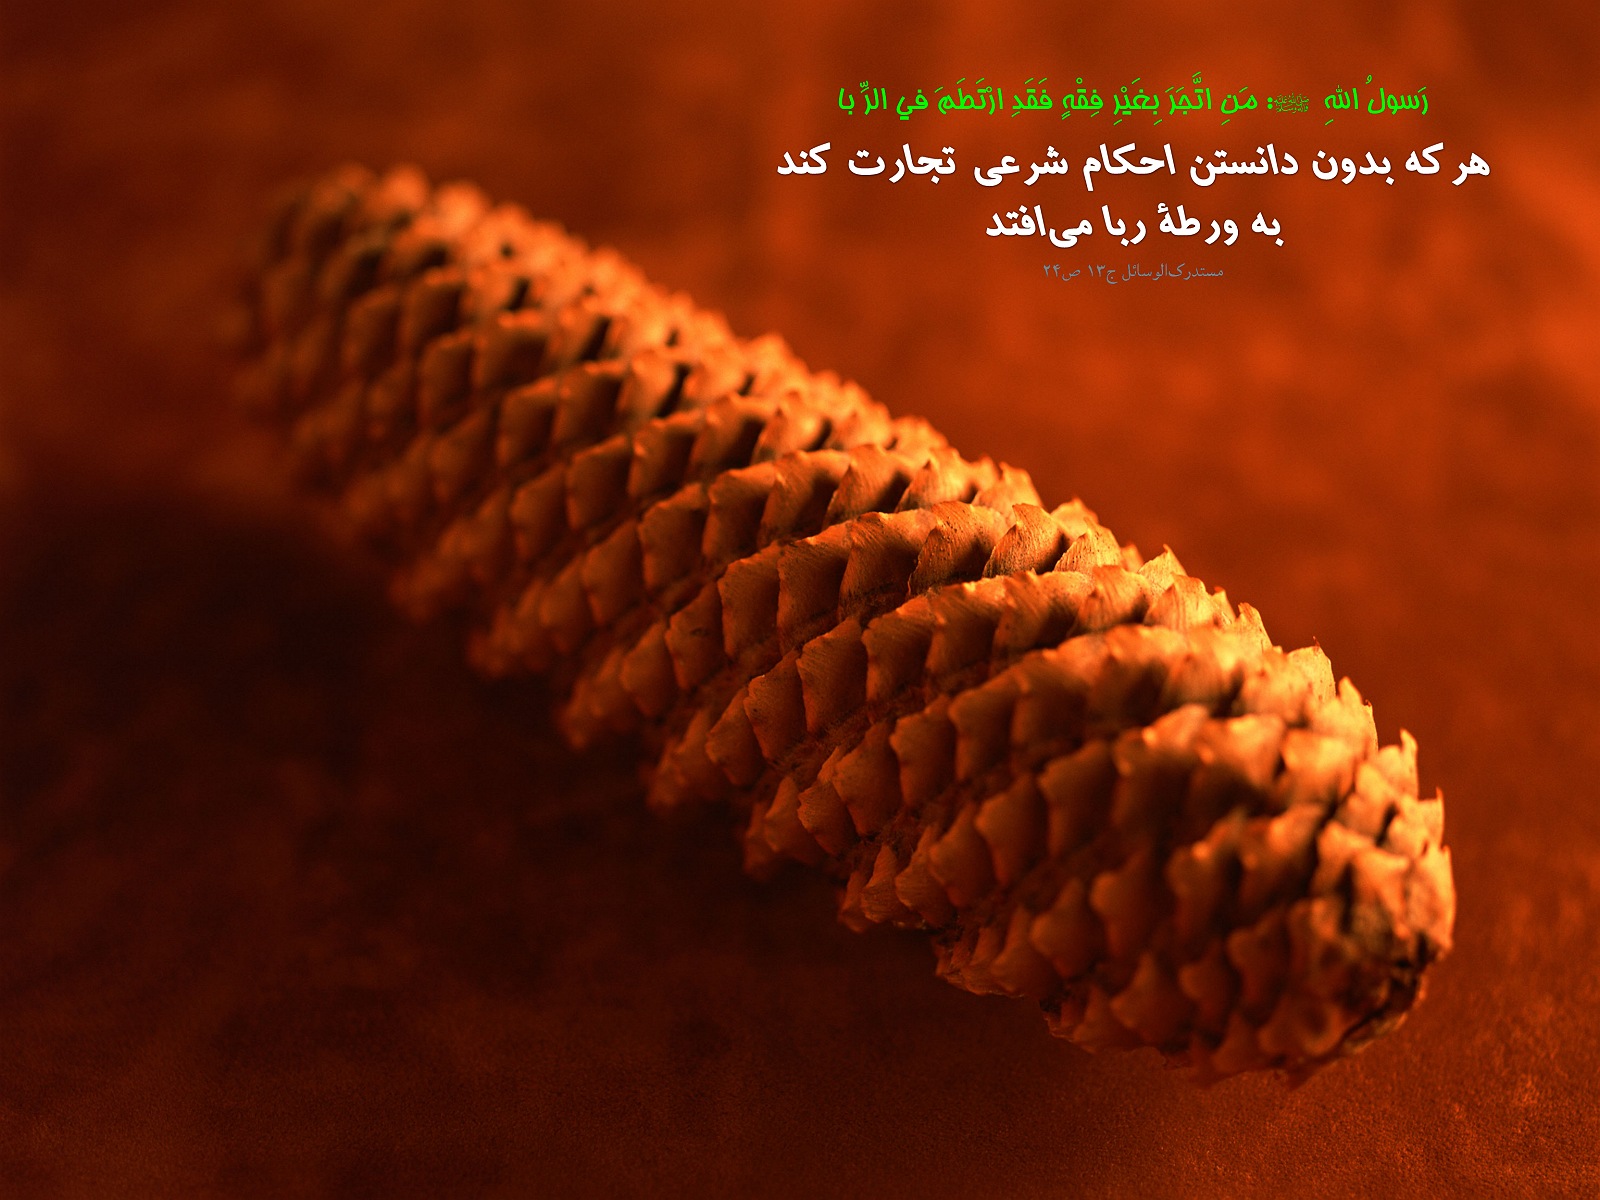 رَسولُ اللهِ ﷺ: مَنِ اتَّجَرَ بِغَيْرِ فِقْهٍ فَقَدِ ارْتَطَمَ في الرِّبا
هر که بدون دانستن احکام شرعی تجارت کند
به ورطهٔ ربا می‌افتد
مستدرک‌الوسائل ج۱۳ ص۲۴